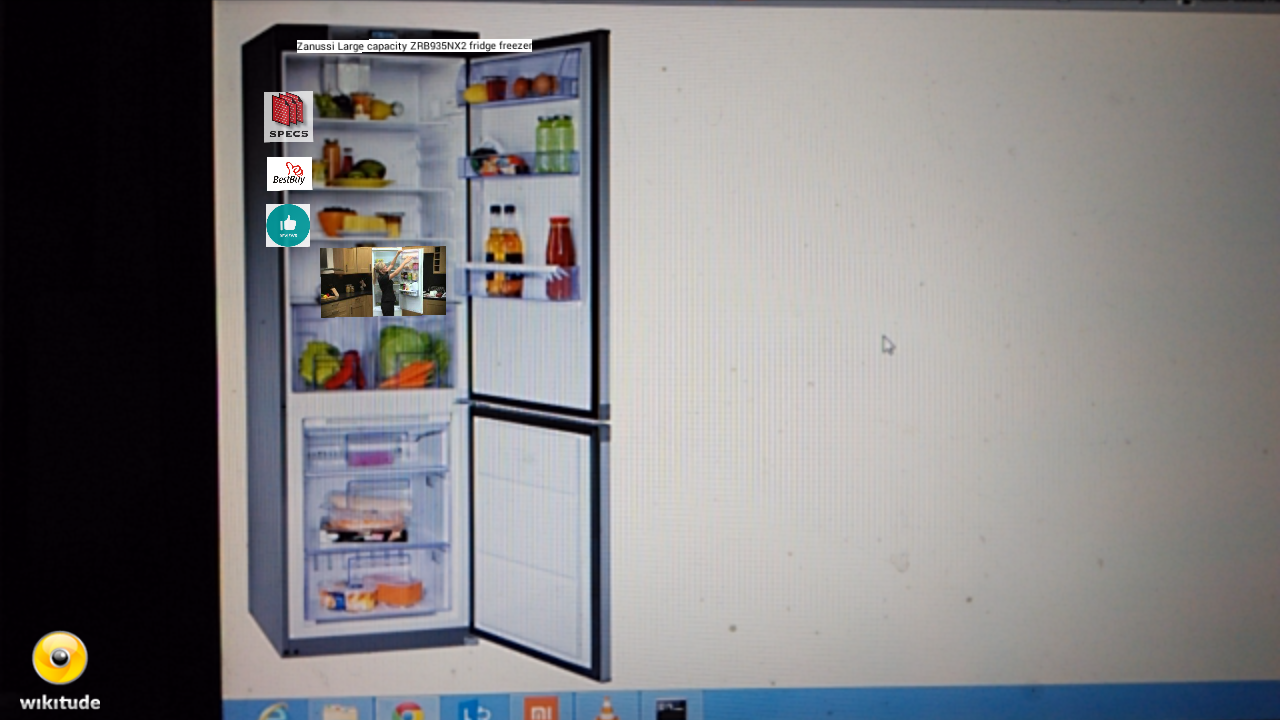 Zanussi Large capacity ZRB935NX2 fridge freezer
SPECS
BestBuy
wikitude